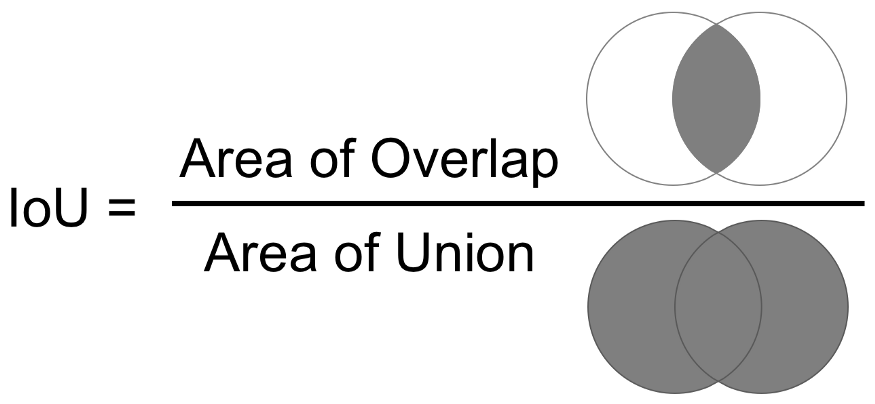 Area of Overlap
IoU =
Area of Union